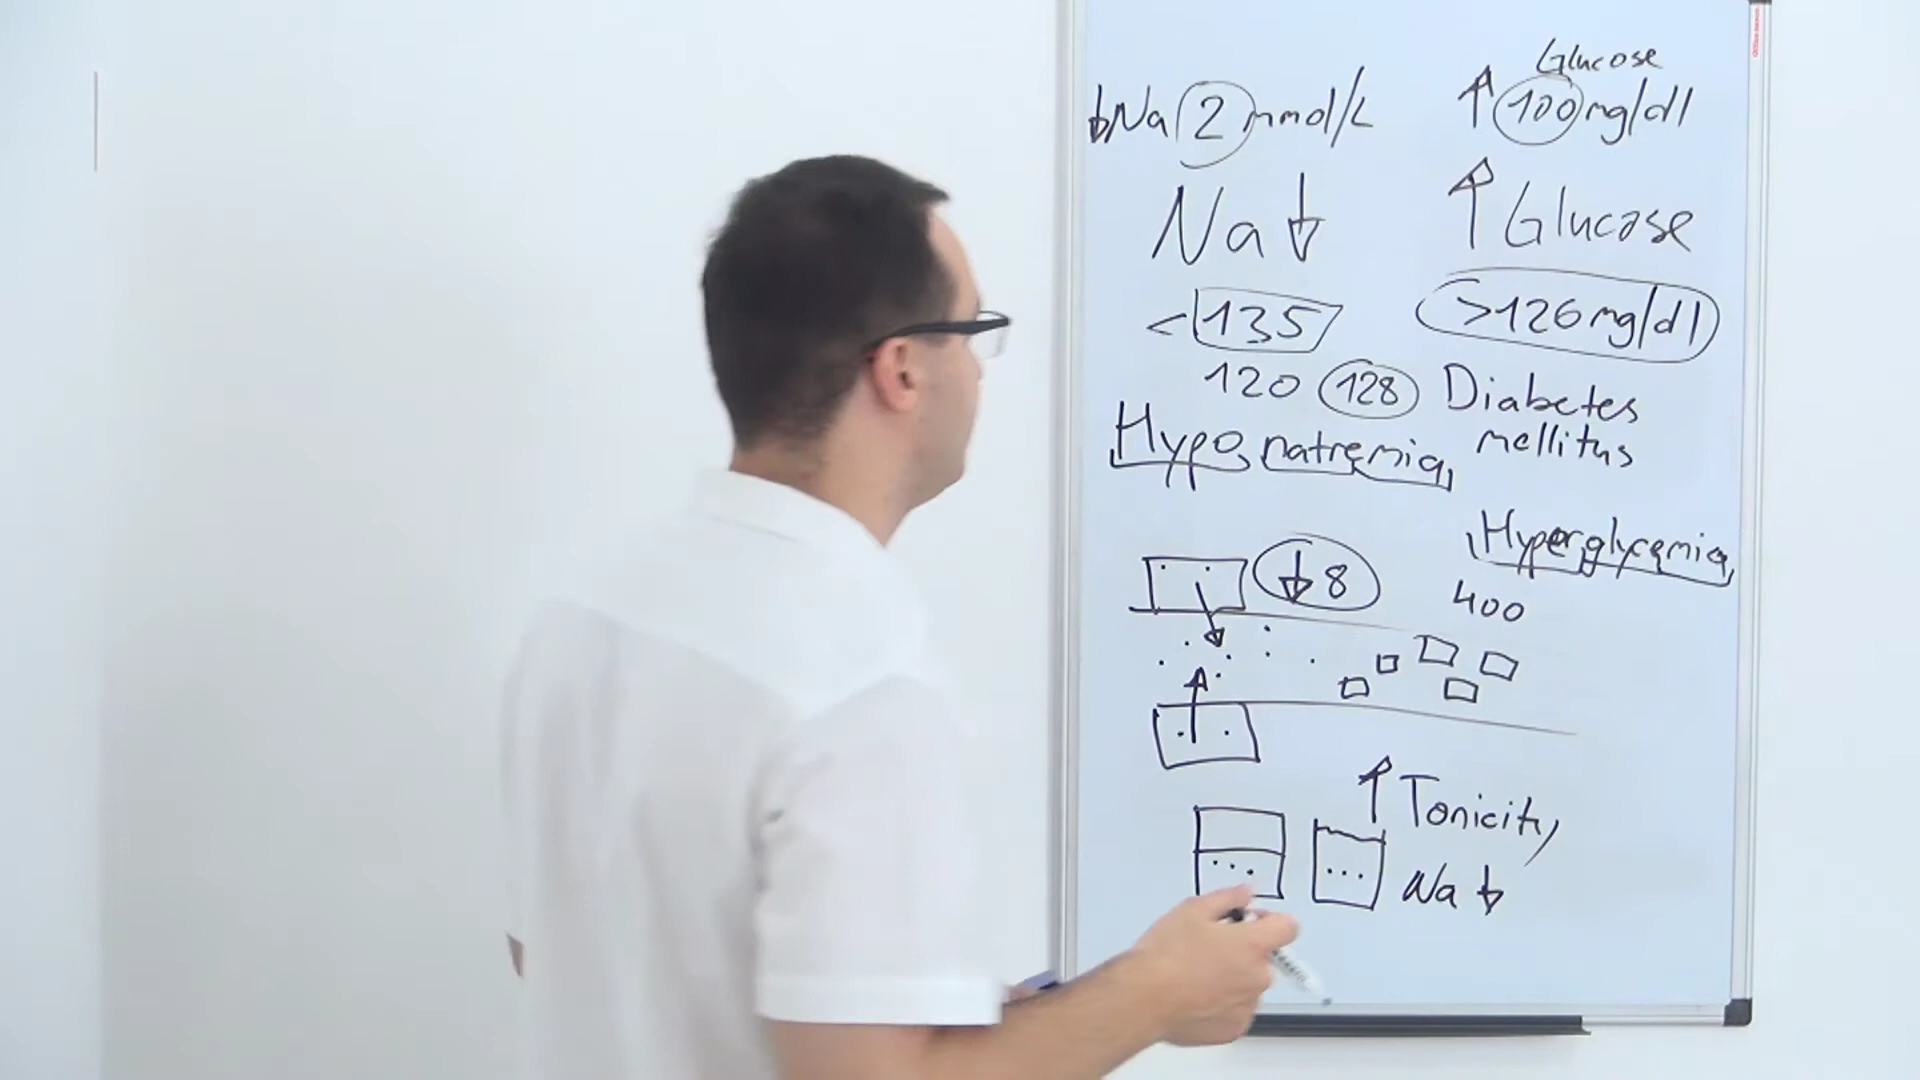 Glucose
↓Na 2 mmol/L ↑ 100 mg/dl
Na ↓ ↑ Glucose
< 135 >126 mg/dl
120 128 Diabetes
mellitus
Hyponatremia
Hyperglycemia
↓ 8 400
↑ Tonicity
Na ↓